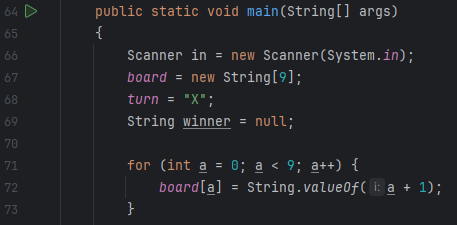 64 public static void main(String[] args)
65 {
66 Scanner in = new Scanner(System.in);
67 board = new String[9];
68 turn = "X";
69 String winner = null;
70
71 for (int a = 0; a < 9; a++) {
72 board[a] = String.valueOf( i: a + 1);
73 }